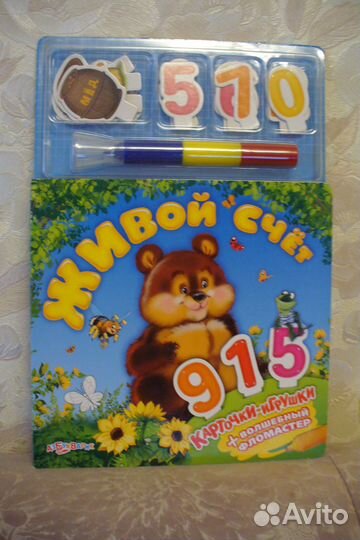 МЁД
5 7 0
ЖИВОЙ СЧЁТ
9 1 5
КАРТОЧКИ-ИГРУШКИ
+ ВОЛШЕБНЫЙ
ФЛОМАСТЕР
АЗБУКВАРИК
Avito